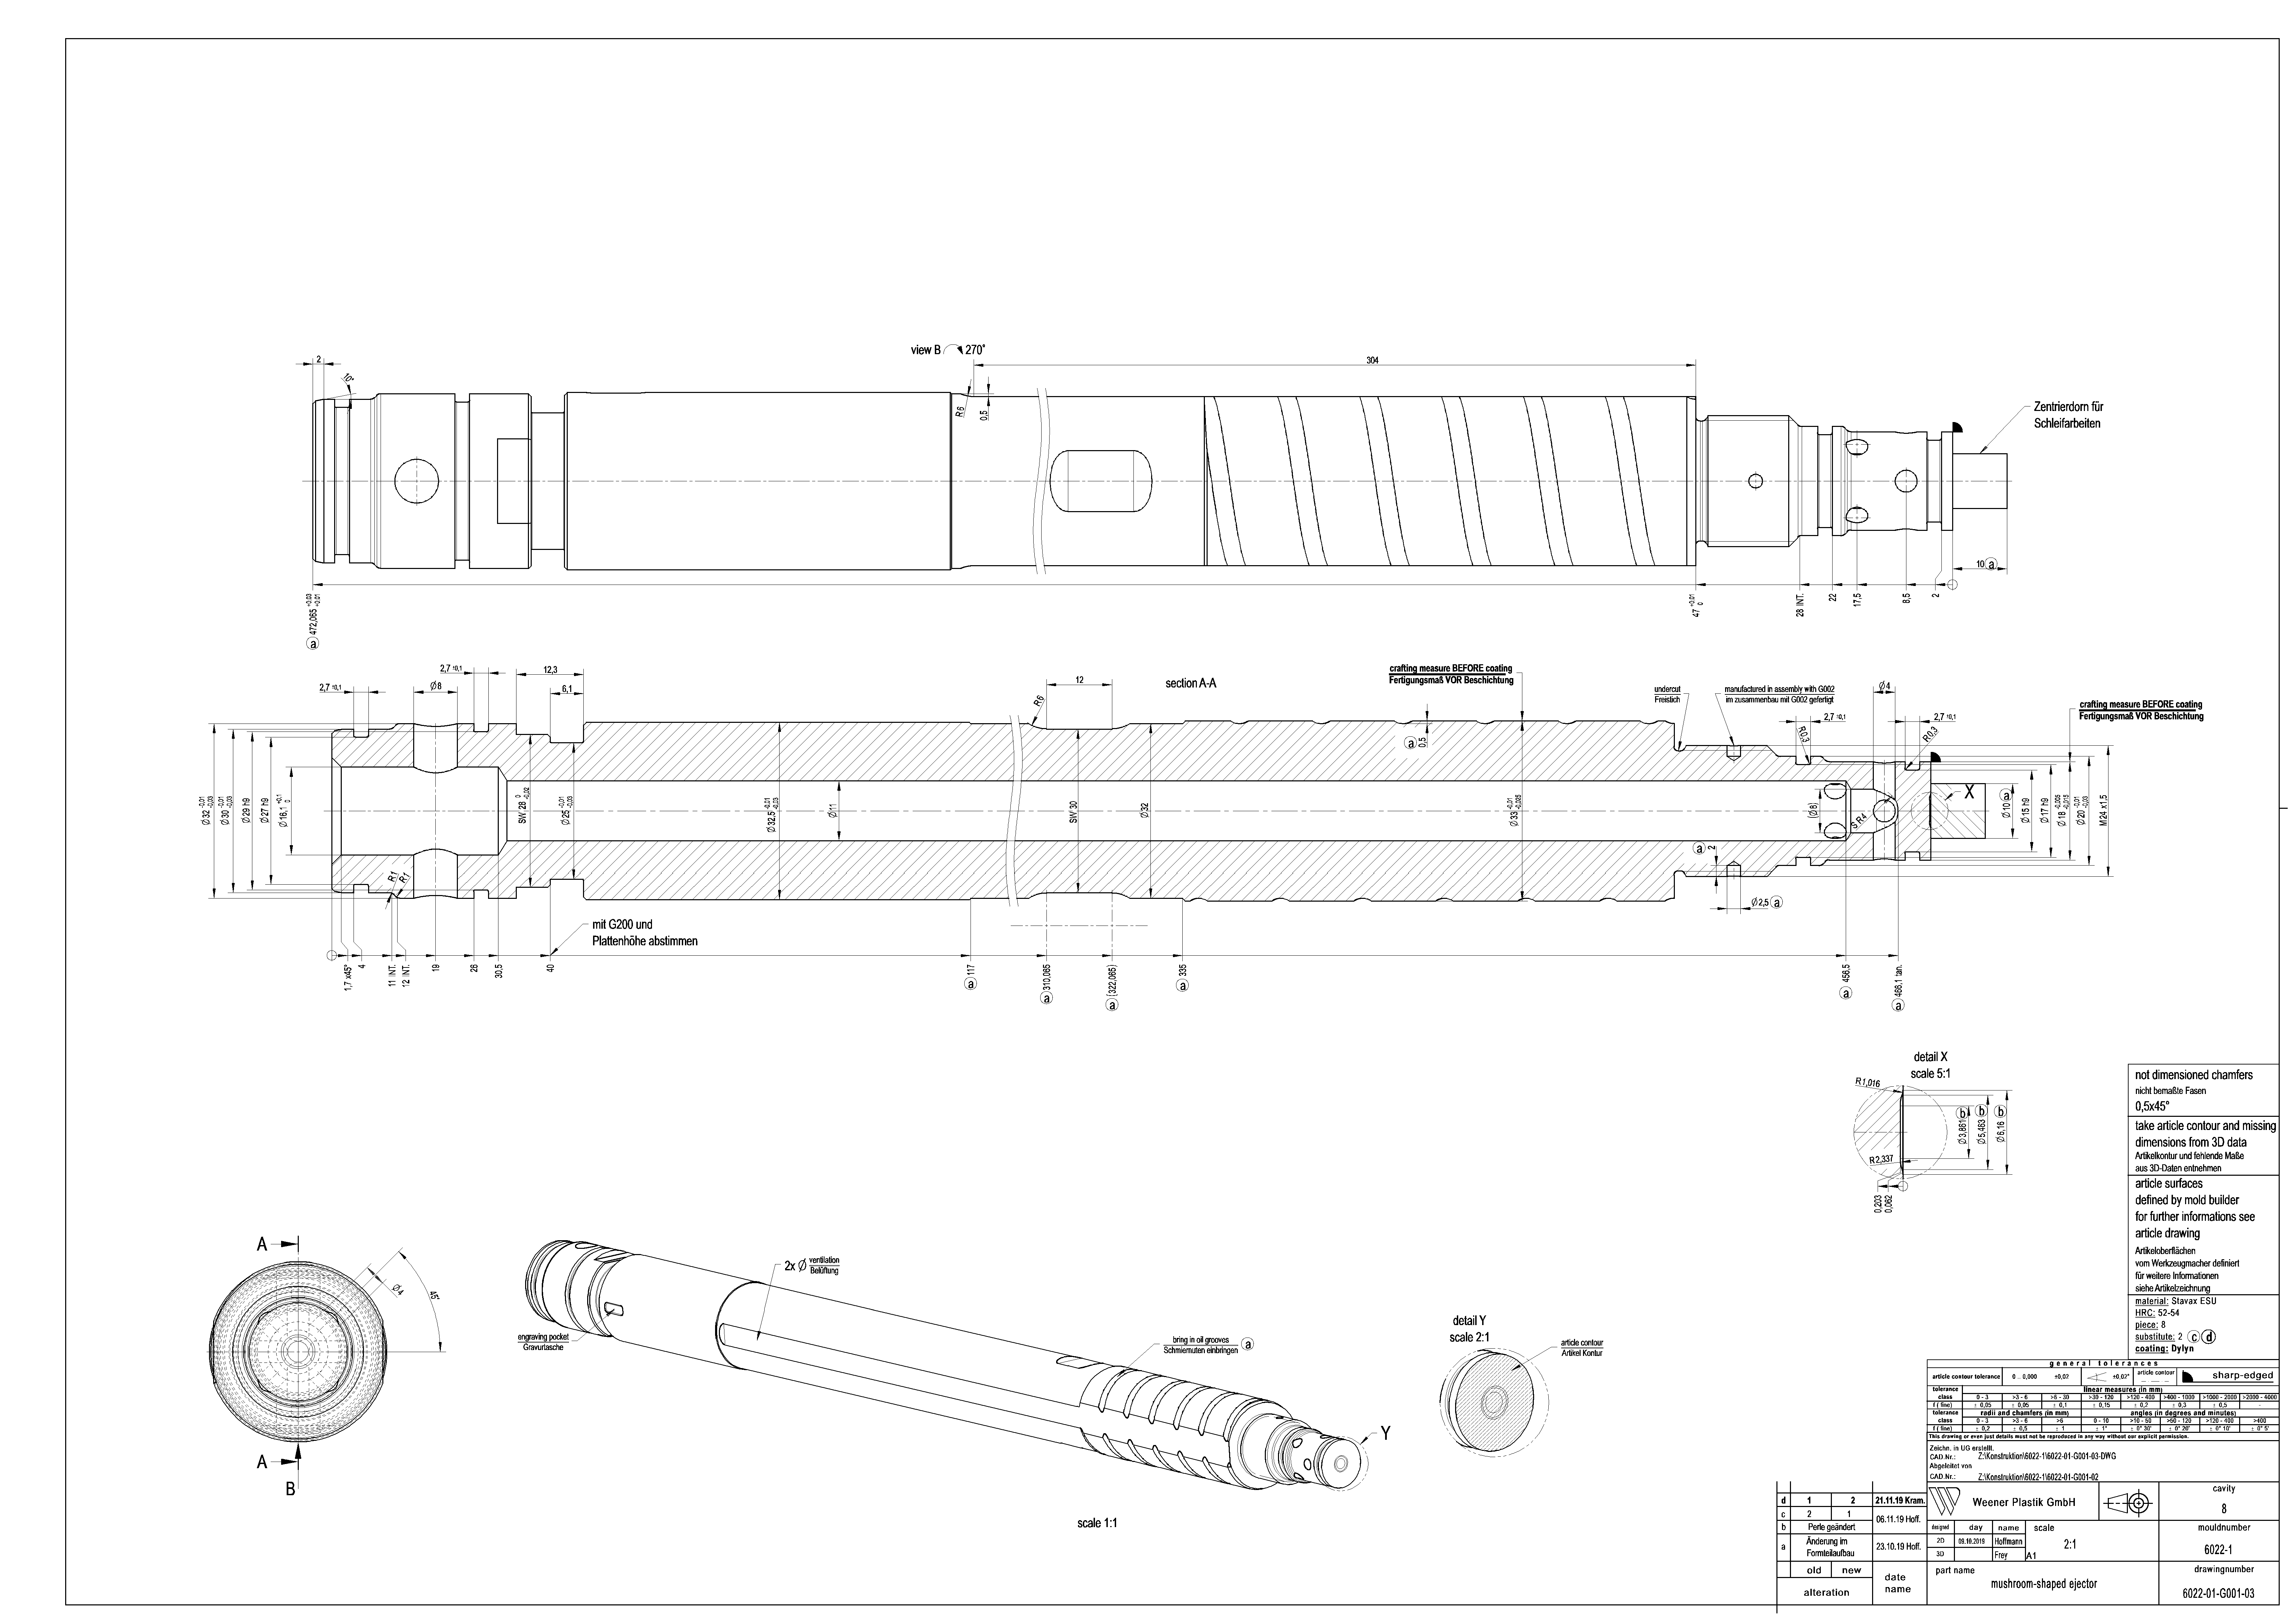 view B 270°
2
10°
304
R6
0,5
Zentrierdorn für
Schleifarbeiten
10 a
a 472,065 +0.03 +0.01
47 +0.01 0
28 INT.
22
17,5
8,5
2
section A-A
crafting measure BEFORE coating
Fertigungsmaß VOR Beschichtung
undercut
Freistich
manufactured in assembly with G002
im zusammenbau mit G002 gefertigt
crafting measure BEFORE coating
Fertigungsmaß VOR Beschichtung
2,7 ±0,1
Ø8
2,7 ±0,1
12,3
6,1
12
R6
a 0,5
Ø4
2,7 ±0,1
R0,3
2,7 ±0,1
R0,3
Ø32 -0,01 -0,03
Ø30 -0,01 -0,03
Ø29 h9
Ø27 h9
Ø16,1 +0,1 0
SW 28 0 -0,02
Ø25 -0,01 -0,03
Ø32,5 -0,01 -0,03
Ø11
SW 30
Ø32
Ø33 -0,01 -0,025
(Ø8)
S R4
X
a
Ø10
Ø15 h9
Ø17 h9
Ø18 -0,005 -0,015
Ø20 -0,01 -0,03
M24 x1,5
a 2
Ø2,5 a
R1
R1
mit G200 und
Plattenhöhe abstimmen
1,7 x45°
4
11 INT.
12 INT.
19
26
30,5
40
a 117
a 310,065
a (322,065)
a 335
a 456,5
a 466,1 tan.
detail X
scale 5:1
R1,016
R2,337
b Ø3,861
b Ø5,463
b Ø6,16
0,203
0,062
not dimensioned chamfers
nicht bemaßte Fasen
0,5x45°
take article contour and missing
dimensions from 3D data
Artikelkontur und fehlende Maße
aus 3D-Daten entnehmen
article surfaces
defined by mold builder
for further informations see
article drawing
Artikeloberflächen
vom Werkzeugmacher definiert
für weitere Informationen
siehe Artikelzeichnung
material: Stavax ESU
HRC: 52-54
piece: 8
substitute: 2 c d
coating: Dylyn
A
A
B
Ø4
45°
engraving pocket
Gravurtasche
2x Ø ventilation
Belüftung
bring in oil grooves
Schmiernuten einbringen a
Y
scale 1:1
detail Y
scale 2:1
article contour
Artikel Kontur
general tolerances
article contour tolerance 0 .. 0,000 ±0,02 ±0,02° article contour sharp-edged
tolerance linear measures (in mm)
class 0 - 3 >3 - 6 >6 - 30 >30 - 120 >120 - 400 >400 - 1000 >1000 - 2000 >2000 - 4000
f ( fine) ± 0,05 ± 0,05 ± 0,1 ± 0,15 ± 0,2 ± 0,3 ± 0,5 -
tolerance radii and chamfers (in mm) angles (in degrees and minutes)
class 0 - 3 >3 - 6 >6 0 - 10 >10 - 50 >50 - 120 >120 - 400 >400
f ( fine) ± 0,2 ± 0,5 ± 1 ± 1° ± 0° 30' ± 0° 20' ± 0° 10' ± 0° 5'
This drawing or even just details must not be reproduced in any way without our explicit permission.
Zeichn. in UG erstellt.
CAD.Nr.: Z:\Konstruktion\6022-1\6022-01-G001-03-DWG
Abgeleitet von
CAD.Nr.: Z:\Konstruktion\6022-1\6022-01-G001-02
Weener Plastik GmbH
cavity
8
designed day name scale
2D 09.10.2019 Hoffmann
3D Frey A1
2:1
mouldnumber
6022-1
part name
mushroom-shaped ejector
drawingnumber
6022-01-G001-03
d 1 2 21.11.19 Kram.
c 2 1 06.11.19 Hoff.
b Perle geändert
a Änderung im
Formteilaufbau 23.10.19 Hoff.
old new
alteration
date
name